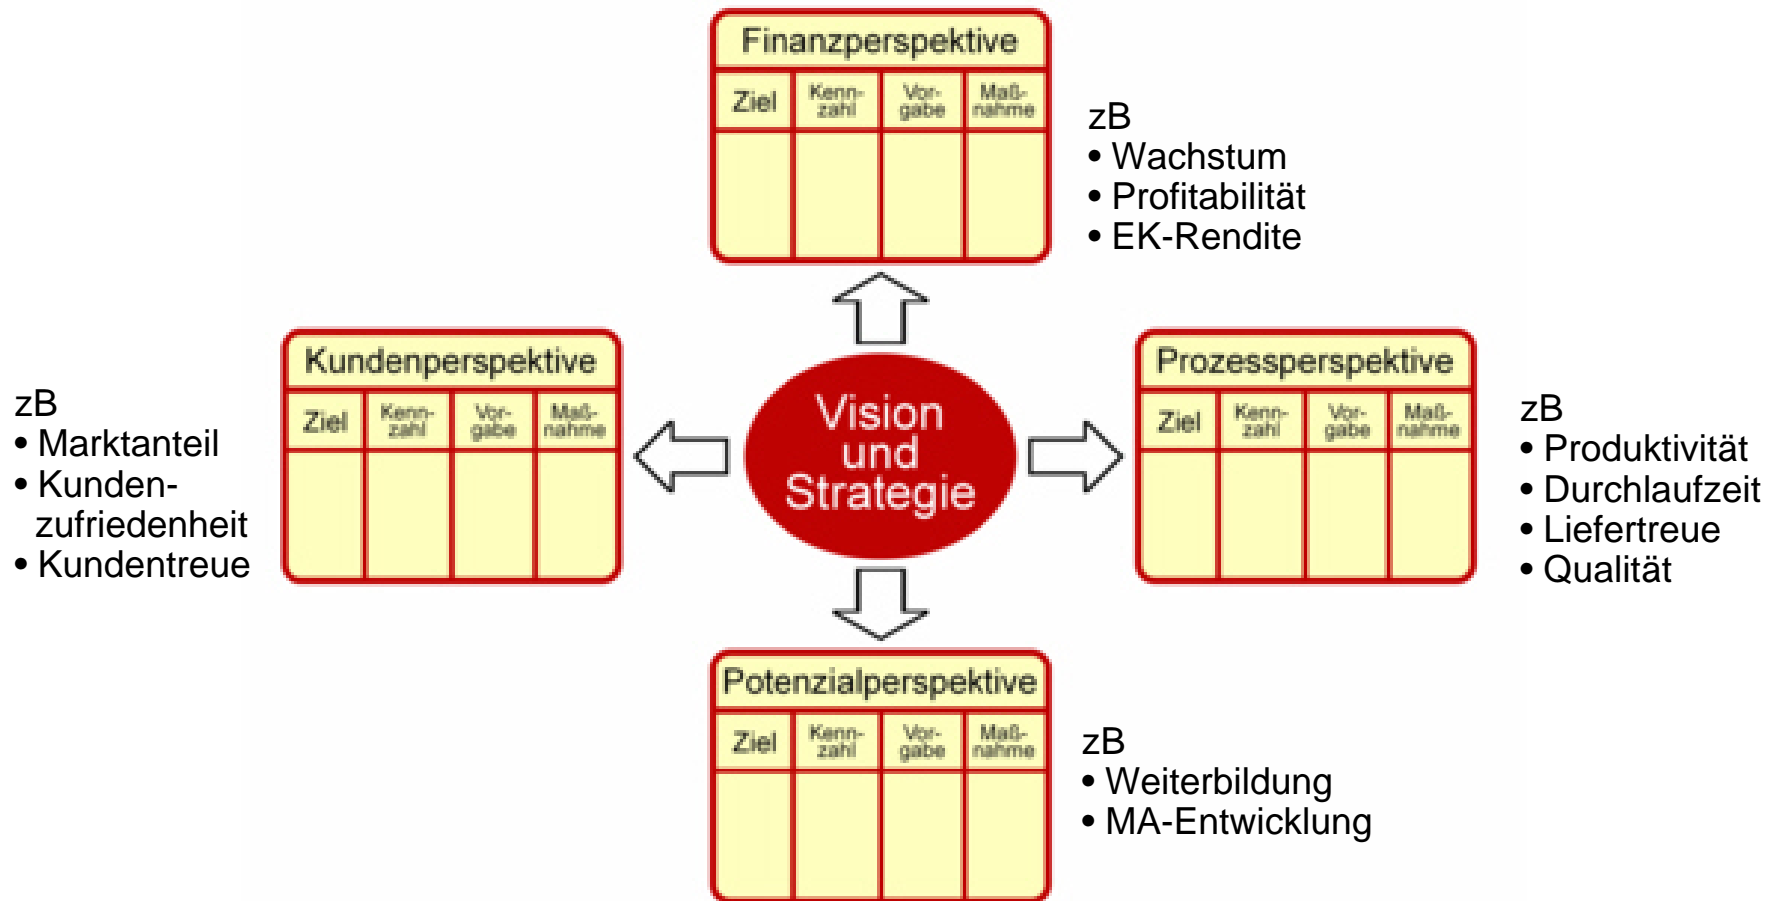 Finanzperspektive
Ziel
Kenn-
zahl
Vor-
gabe
Maß-
nahme
zB
• Wachstum
• Profitabilität
• EK-Rendite
zB
• Marktanteil
• Kunden-
zufriedenheit
• Kundentreue
Kundenperspektive
Ziel
Kenn-
zahl
Vor-
gabe
Maß-
nahme
Vision
und
Strategie
Prozessperspektive
Ziel
Kenn-
zahl
Vor-
gabe
Maß-
nahme
zB
• Produktivität
• Durchlaufzeit
• Liefertreue
• Qualität
Potenzialperspektive
Ziel
Kenn-
zahl
Vor-
gabe
Maß-
nahme
zB
• Weiterbildung
• MA-Entwicklung